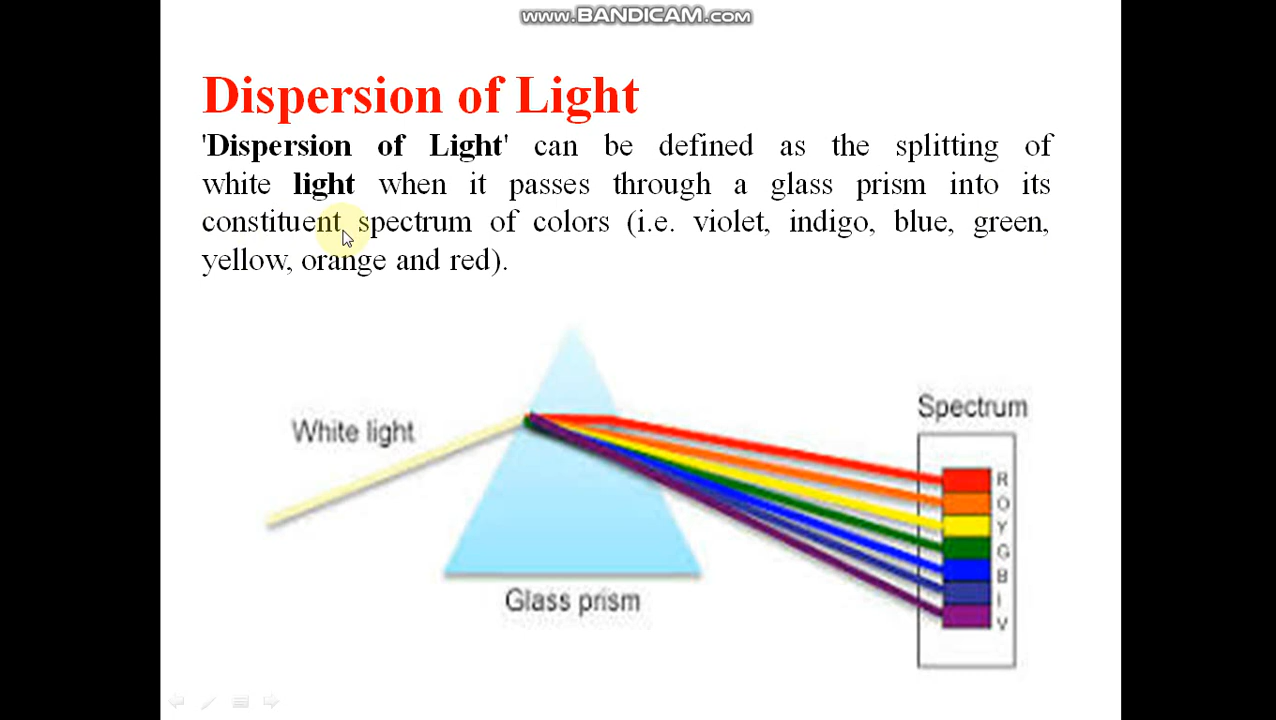 www.BANDICAM.com
Dispersion of Light
'Dispersion of Light' can be defined as the splitting of
white light when it passes through a glass prism into its
constituent spectrum of colors (i.e. violet, indigo, blue, green,
yellow, orange and red).
Spectrum
White light
R
O
Y
G
B
I
V
Glass prism